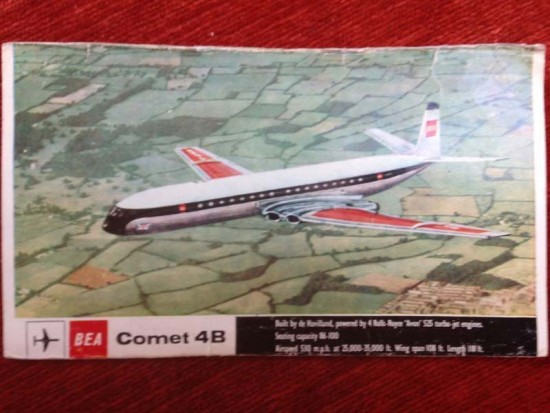 BEA Comet 4B
Built by de Havilland, powered by 4 Rolls-Royce 'Avon' 525 turbo-jet engines.
Seating capacity 86-100
Airspeed 530 m.p.h. at 25,000-35,000 ft. Wing span 108 ft. Length 118 ft.